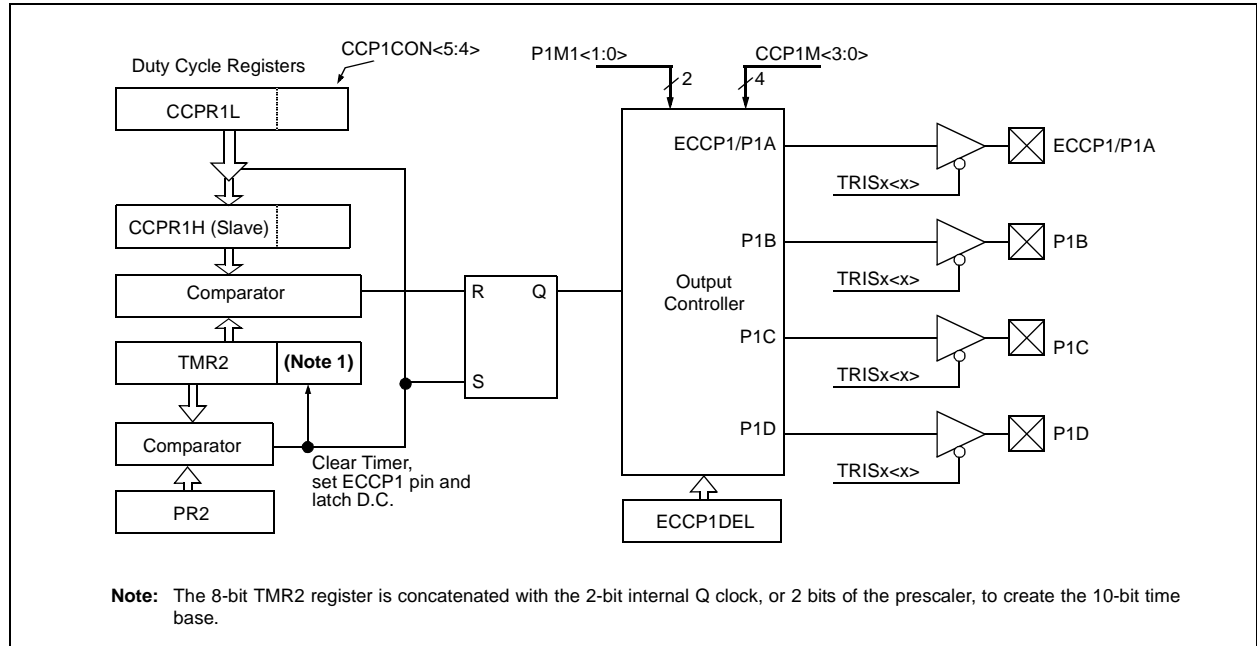 CCP1CON<5:4>
Duty Cycle Registers
CCPR1L
CCPR1H (Slave)
Comparator
TMR2
(Note 1)
Comparator
PR2
Clear Timer,
set ECCP1 pin and
latch D.C.
R
Q
S
P1M1<1:0>
2
CCP1M<3:0>
4
Output
Controller
ECCP1/P1A
P1B
P1C
P1D
ECCP1DEL
TRISx<x>
ECCP1/P1A
TRISx<x>
P1B
TRISx<x>
P1C
TRISx<x>
P1D
Note: The 8-bit TMR2 register is concatenated with the 2-bit internal Q clock, or 2 bits of the prescaler, to create the 10-bit time
base.